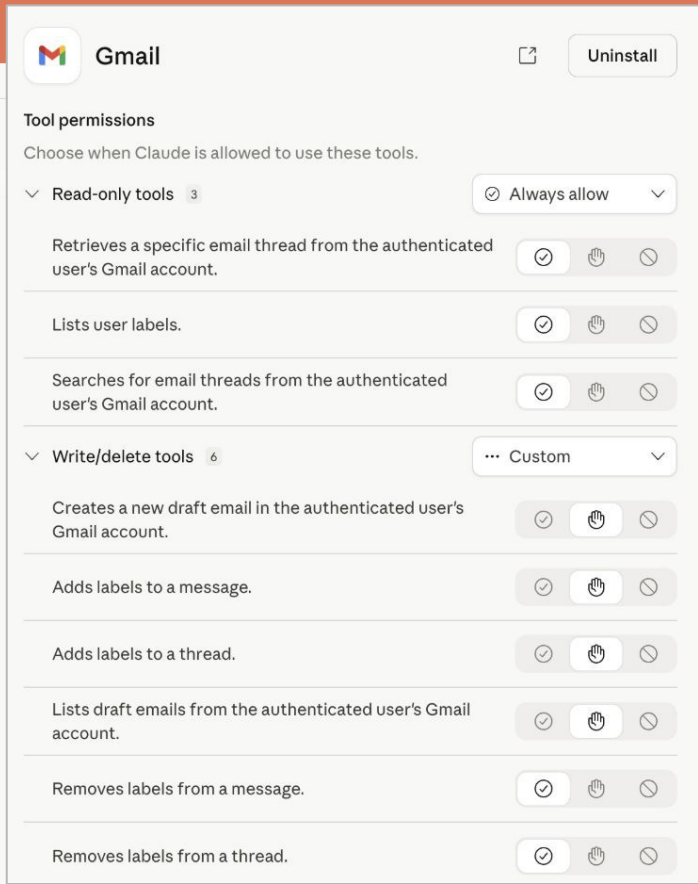 Gmail
Uninstall
Tool permissions
Choose when Claude is allowed to use these tools.
Read-only tools 3
Always allow
Retrieves a specific email thread from the authenticated
user's Gmail account.
Lists user labels.
Searches for email threads from the authenticated
user's Gmail account.
Write/delete tools 6
Custom
Creates a new draft email in the authenticated user's
Gmail account.
Adds labels to a message.
Adds labels to a thread.
Lists draft emails from the authenticated user's Gmail
account.
Removes labels from a message.
Removes labels from a thread.